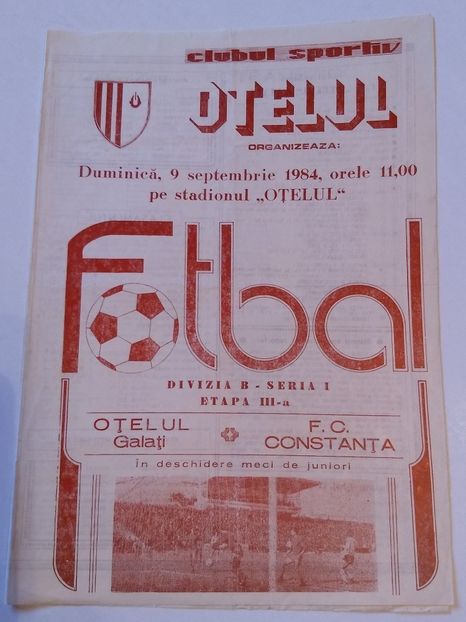 clubul sportiv
OȚELUL
ORGANIZEAZA:
Duminică, 9 septembrie 1984, orele 11,00
pe stadionul „OȚELUL“
Fotbal
DIVIZIA B - SERIA I
ETAPA III-a
OȚELUL
Galați
F.C.
CONSTANȚA
în deschidere meci de juniori